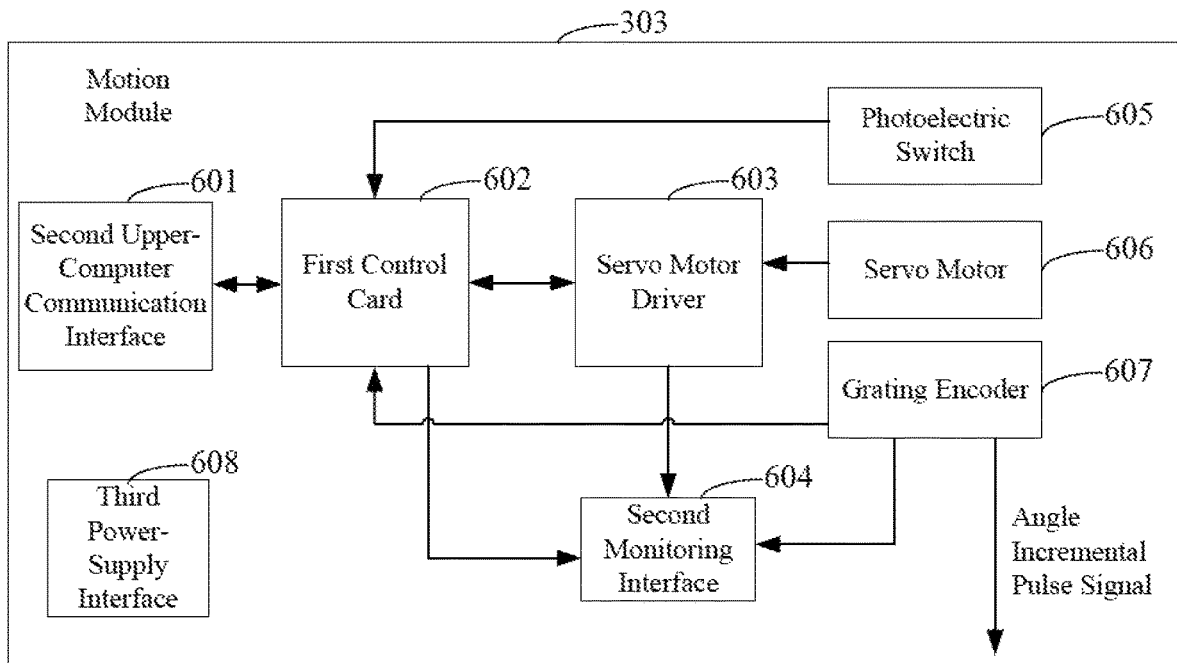 303
Motion
Module
Photoelectric
Switch
605
601
602
603
Second Upper-
Computer
Communication
Interface
First Control
Card
Servo Motor
Driver
Servo Motor
606
Grating Encoder
607
608
Third
Power-
Supply
Interface
604
Second
Monitoring
Interface
Angle
Incremental
Pulse Signal